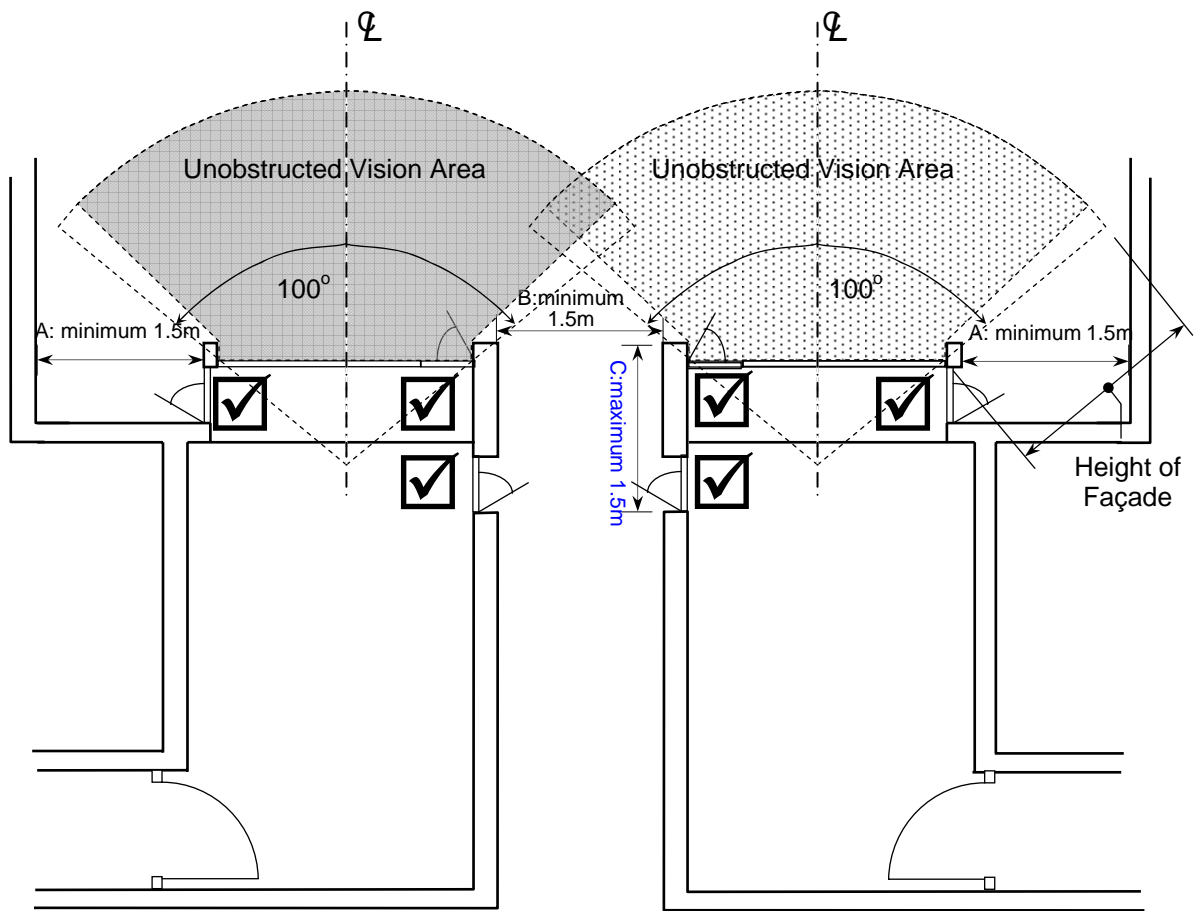 ℄
℄
Unobstructed Vision Area
Unobstructed Vision Area
100°
B:minimum
1.5m
100°
A: minimum 1.5m
A: minimum 1.5m
C:maximum 1.5m
Height of
Façade